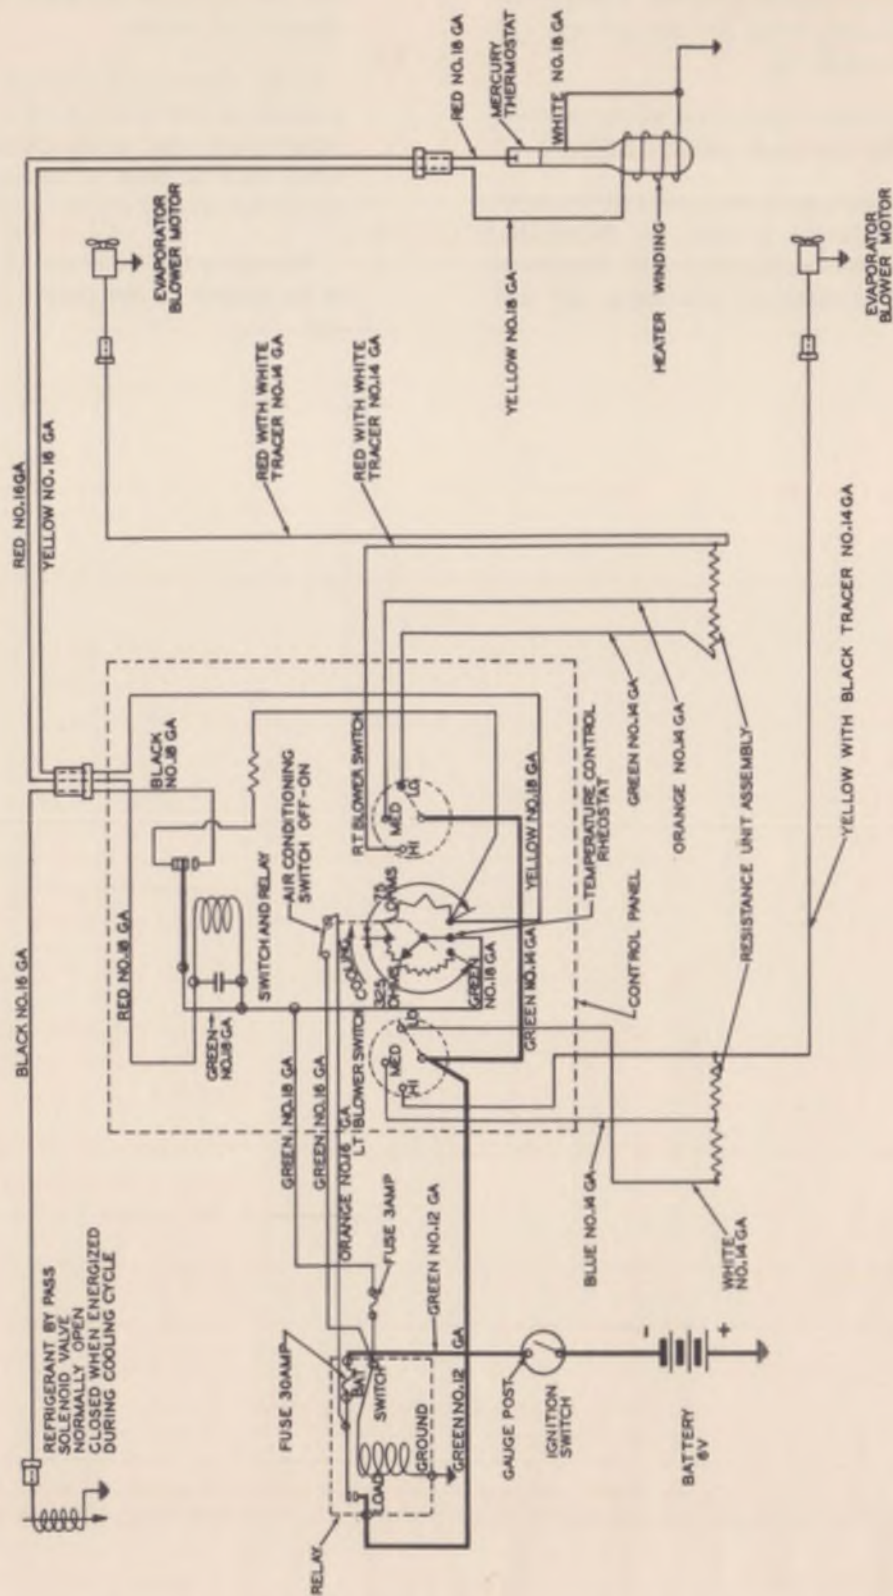 RED NO.16GA
YELLOW NO.16 GA
BLACK NO.16 GA
RED NO.18 GA
MERCURY
THERMOSTAT
WHITE NO.18 GA
YELLOW NO.18 GA
HEATER WINDING
EVAPORATOR
BLOWER MOTOR
EVAPORATOR
BLOWER MOTOR
RED WITH WHITE
TRACER NO.14 GA
RED WITH WHITE
TRACER NO.14 GA
BLACK
NO.18 GA
RED NO.18 GA
GREEN
NO.18 GA
SWITCH AND RELAY
AIR CONDITIONING
SWITCH OFF-ON
RT BLOWER SWITCH
LO
MED
HI
COOLING
75
OHMS
325
OHMS
GREEN
NO.18 GA
YELLOW NO.18 GA
GREEN NO.14 GA
TEMPERATURE CONTROL
RHEOSTAT
CONTROL PANEL
GREEN NO.14 GA
ORANGE NO.14 GA
RESISTANCE UNIT ASSEMBLY
YELLOW WITH BLACK TRACER NO.14 GA
LT BLOWER SWITCH
LO
MED
HI
GREEN NO.18 GA
GREEN NO.16 GA
ORANGE NO.16 GA
BLUE NO.14 GA
WHITE
NO.14 GA
REFRIGERANT BY PASS
SOLENOID VALVE
NORMALLY OPEN
CLOSED WHEN ENERGIZED
DURING COOLING CYCLE
FUSE 30AMP
FUSE 3AMP
GREEN NO.12 GA
GREEN NO.12 GA
BAT
SWITCH
GROUND
LOAD
RELAY
GAUGE POST
IGNITION
SWITCH
BATTERY
6V
-
+